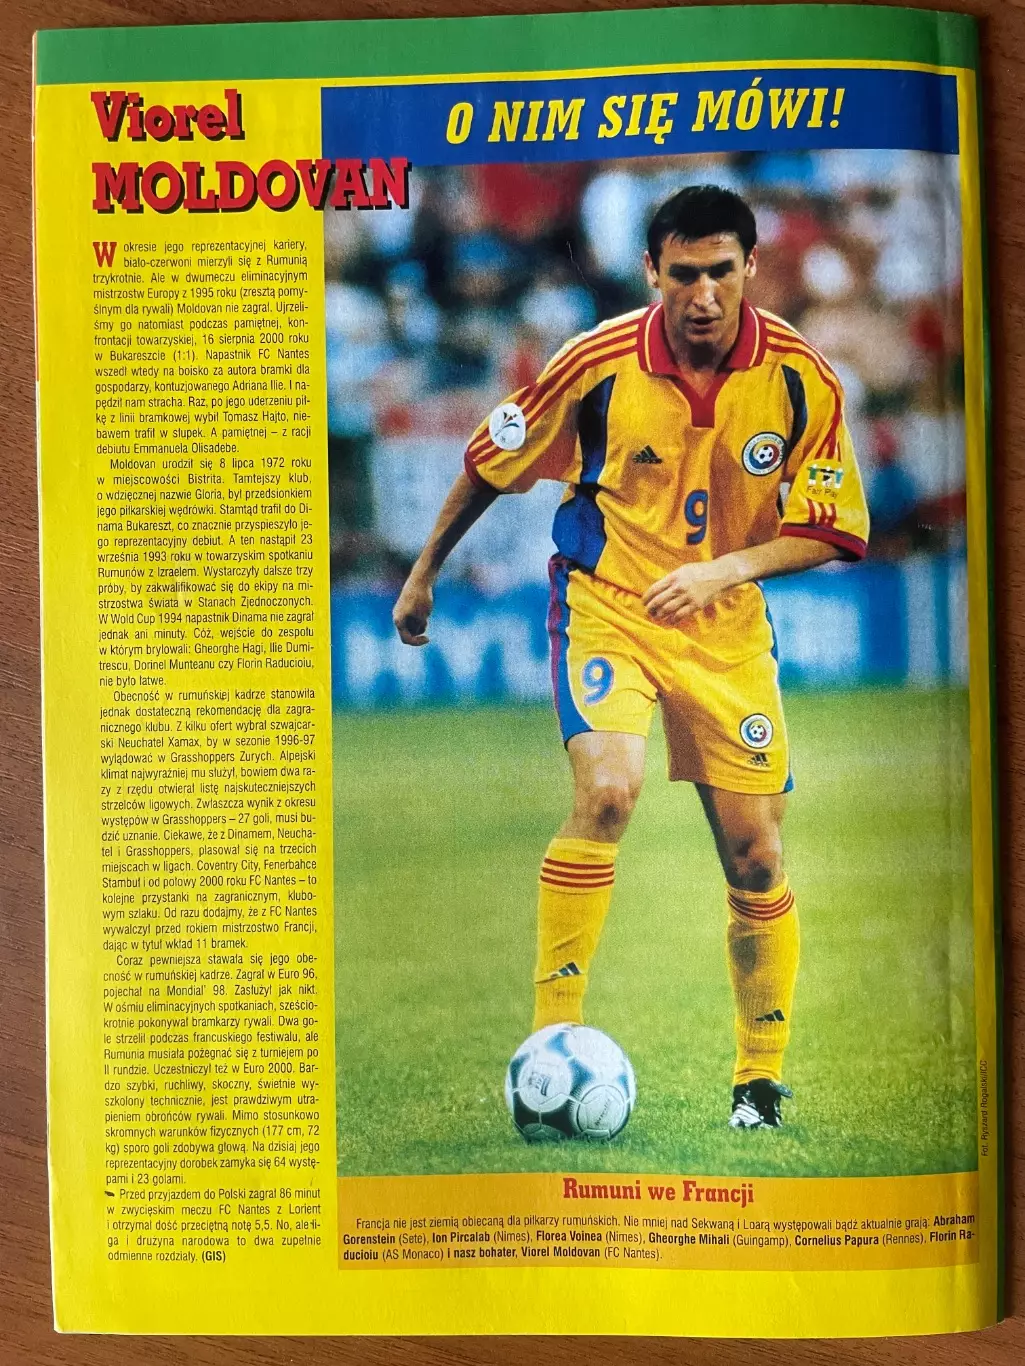 Viorel
MOLDOVAN
O NIM SIĘ MÓWI!
W okresie jego reprezentacyjnej kariery,
biało-czerwoni mierzyli się z Rumunią
trzykrotnie. Ale w dwumeczu eliminacyjnym
mistrzostw Europy z 1995 roku (zresztą pomy-
ślnym dla rywali) Moldovan nie zagrał. Ujrzeli-
śmy go natomiast podczas pamiętnej, kon-
frontacji towarzyskiej, 16 sierpnia 2000 roku
w Bukareszcie (1:1). Napastnik FC Nantes
wszedł wtedy na boisko za autora bramki dla
gospodarzy, kontuzjowanego Adriana Ilie. I na-
pędził nam stracha. Raz, po jego uderzeniu pił-
kę z linii bramkowej wybił Tomasz Hajto, nie-
bawem trafił w słupek. A pamiętnej – z racji
debiutu Emmanuela Olisadebe.
Moldovan urodził się 8 lipca 1972 roku
w miejscowości Bistrita. Tamtejszy klub,
o wdzięcznej nazwie Gloria, był przedsionkiem
jego piłkarskiej wędrówki. Stamtąd trafił do Di-
nama Bukareszt, co znacznie przyspieszyło je-
go reprezentacyjny debiut. A ten nastąpił 23
września 1993 roku w towarzyskim spotkaniu
Rumunów z Izraelem. Wystarczyły dalsze trzy
próby, by zakwalifikować się do ekipy na mi-
strzostwa świata w Stanach Zjednoczonych.
W Wold Cup 1994 napastnik Dinama nie zagrał
jednak ani minuty. Cóż, wejście do zespołu
w którym brylowali: Gheorghe Hagi, Ilie Dumi-
trescu, Dorinel Munteanu czy Florin Raducioiu,
nie było łatwe.
Obecność w rumuńskiej kadrze stanowiła
jednak dostateczną rekomendację dla zagra-
nicznego klubu. Z kilku ofert wybrał szwajcar-
ski Neuchatel Xamax, by w sezonie 1996-97
wylądować w Grasshoppers Zurych. Alpejski
klimat najwyraźniej mu służył, bowiem dwa ra-
zy z rzędu otwierał listę najskuteczniejszych
strzelców ligowych. Zwłaszcza wynik z okresu
występów w Grasshoppers – 27 goli, musi bu-
dzić uznanie. Ciekawe, że z Dinamem, Neucha-
tel i Grasshoppers, plasował się na trzecich
miejscach w ligach. Coventry City, Fenerbahce
Stambuł i od połowy 2000 roku FC Nantes – to
kolejne przystanki na zagranicznym, klubo-
wym szlaku. Od razu dodajmy, że z FC Nantes
wywalczył przed rokiem mistrzostwo Francji,
dając w tytuł wkład 11 bramek.
Coraz pewniejsza stawała się jego obe-
cność w rumuńskiej kadrze. Zagrał w Euro 96,
pojechał na Mondial' 98. Zasłużył jak nikt.
W ośmiu eliminacyjnych spotkaniach, sześcio-
krotnie pokonywał bramkarzy rywali. Dwa go-
le strzelił podczas francuskiego festiwalu, ale
Rumunia musiała pożegnać się z turniejem po
II rundzie. Uczestniczył też w Euro 2000. Bar-
dzo szybki, ruchliwy, skoczny, świetnie wy-
szkolony technicznie, jest prawdziwym utra-
pieniem obrońców rywali. Mimo stosunkowo
skromnych warunków fizycznych (177 cm, 72
kg) sporo goli zdobywa głową. Na dzisiaj jego
reprezentacyjny dorobek zamyka się 64 wystę-
pami i 23 golami.
Przed przyjazdem do Polski zagrał 86 minut
w zwycięskim meczu FC Nantes z Lorient
i otrzymał dość przeciętną notę 5,5. No, ale li-
ga i drużyna narodowa to dwa zupełnie
odmienne rozdziały. (GIS)
9
9
Fair Play
adidas
Fot. Ryszard Rogalski/ICC
Rumuni we Francji
Francja nie jest ziemią obiecaną dla piłkarzy rumuńskich. Nie mniej nad Sekwaną i Loarą występowali bądź aktualnie grają: Abraham
Gorenstein (Sete), Ion Pircalab (Nimes), Florea Voinea (Nimes), Gheorghe Mihali (Guingamp), Cornelius Papura (Rennes), Florin Ra-
ducioiu (AS Monaco) i nasz bohater, Viorel Moldovan (FC Nantes).